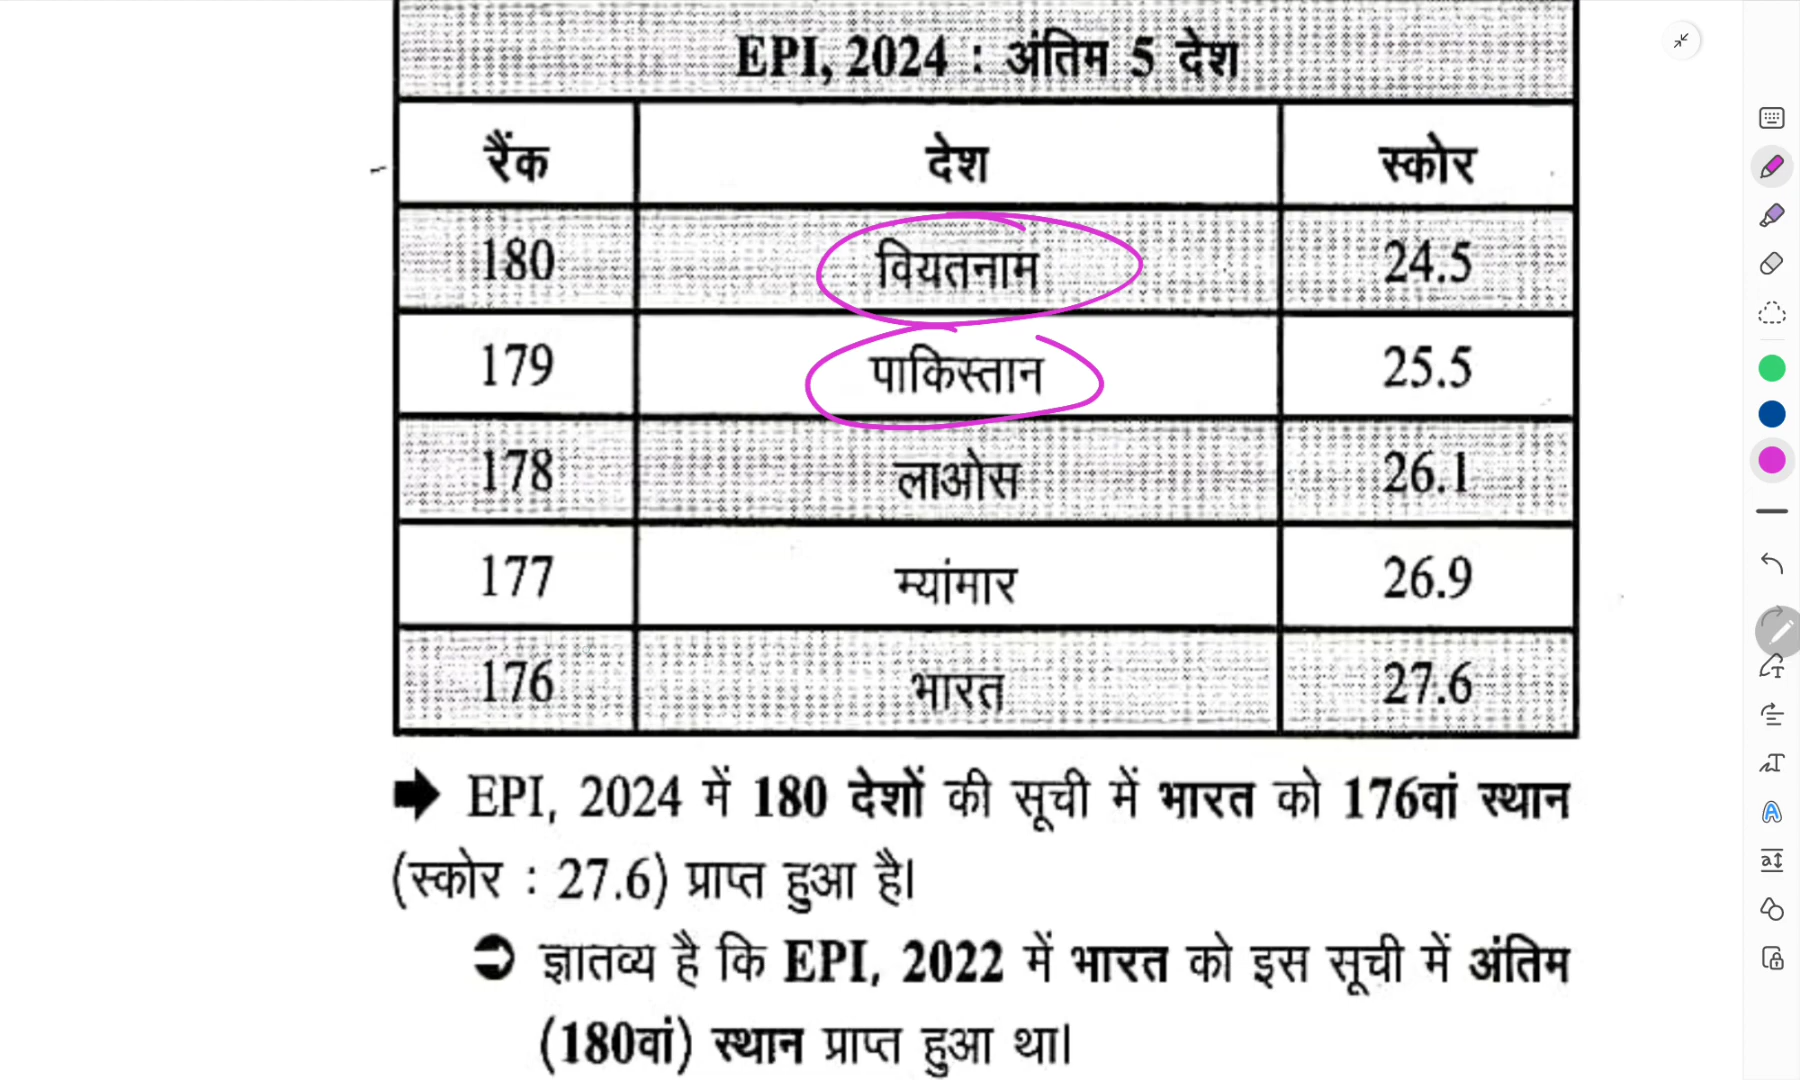 EPI, 2024 : अंतिम 5 देश
रैंक देश स्कोर
180 वियतनाम 24.5
179 पाकिस्तान 25.5
178 लाओस 26.1
177 म्यांमार 26.9
176 भारत 27.6
EPI, 2024 में 180 देशों की सूची में भारत को 176वां स्थान
(स्कोर : 27.6) प्राप्त हुआ है।
ज्ञातव्य है कि EPI, 2022 में भारत को इस सूची में अंतिम
(180वां) स्थान प्राप्त हुआ था।